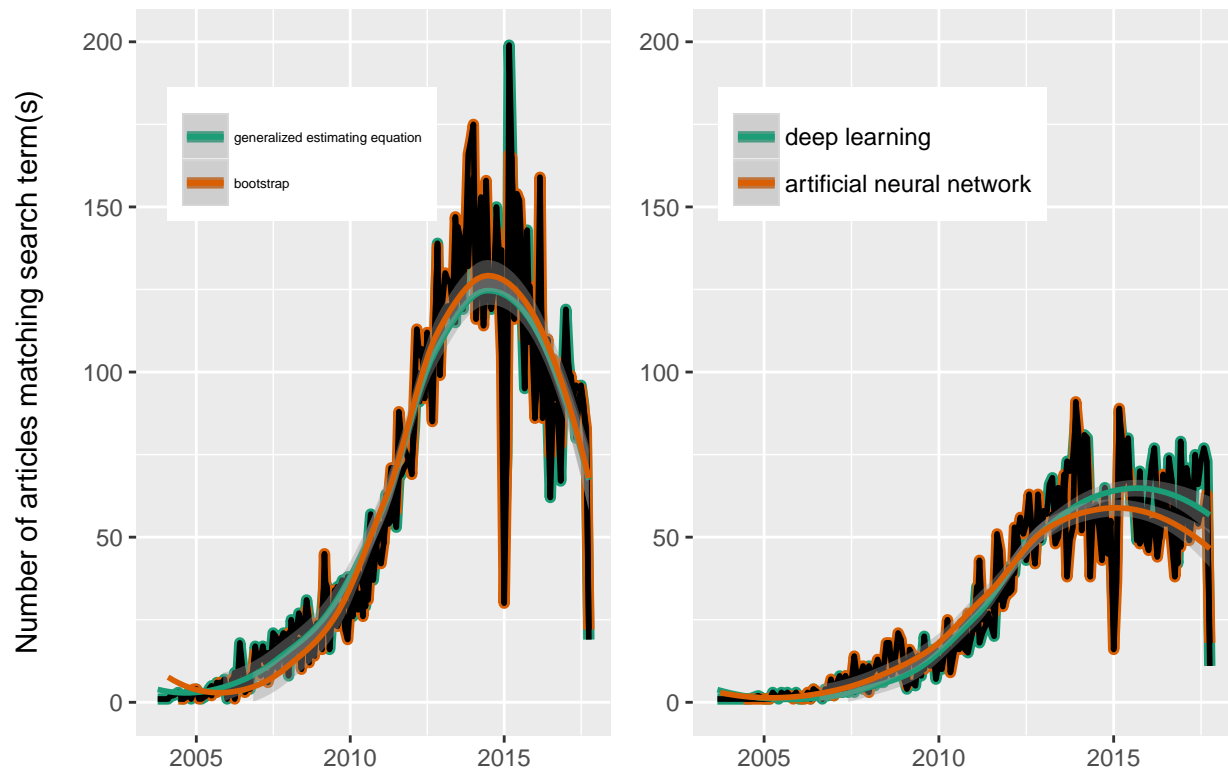 Number of articles matching search term(s)
200
150
100
50
0
generalized estimating equation
bootstrap
2005 2010 2015
200
150
100
50
0
deep learning
artificial neural network
2005 2010 2015